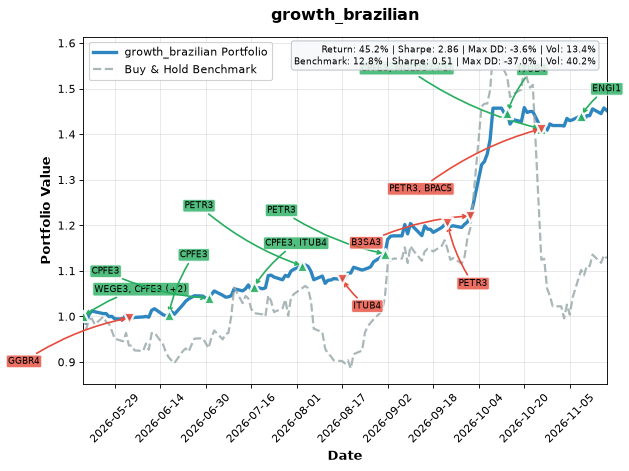 growth_brazilian
Return: 45.2% | Sharpe: 2.86 | Max DD: -3.6% | Vol: 13.4%
Benchmark: 12.8% | Sharpe: 0.51 | Max DD: -37.0% | Vol: 40.2%
growth_brazilian Portfolio
Buy & Hold Benchmark
ENGI1
PETR3, BPAC5
PETR3
PETR3
B3SA3
CPFE3, ITUB4
CPFE3
CPFE3
WEGE3, CPFE3 (+2)
PETR3
ITUB4
GGBR4
Portfolio Value
1.6
1.5
1.4
1.3
1.2
1.1
1.0
0.9
2026-05-29
2026-06-14
2026-06-30
2026-07-16
2026-08-01
2026-08-17
2026-09-02
2026-09-18
2026-10-04
2026-10-20
2026-11-05
Date